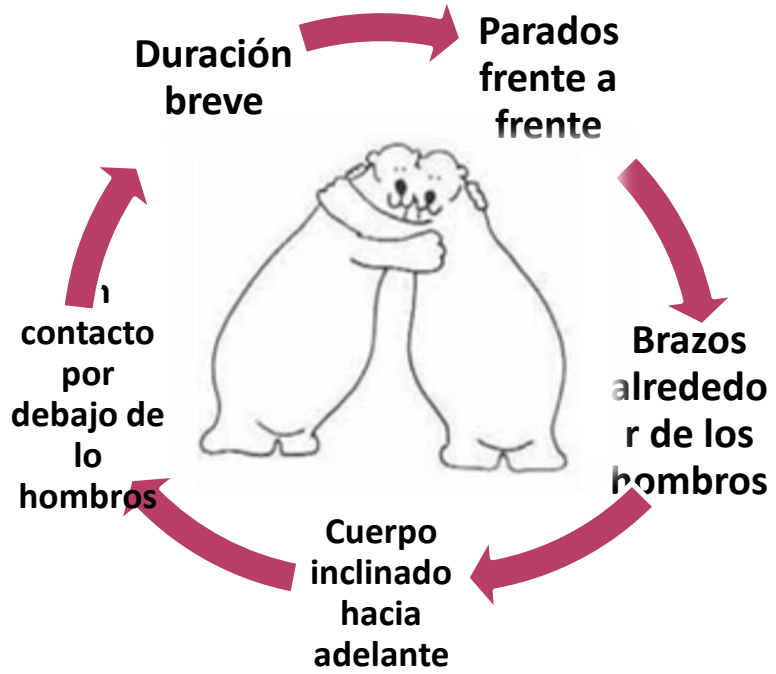 Duración
breve
Parados
frente a
frente
Brazos
alrededo
r de los
hombros
Cuerpo
inclinado
hacia
adelante
contacto
por
debajo de
lo
hombros